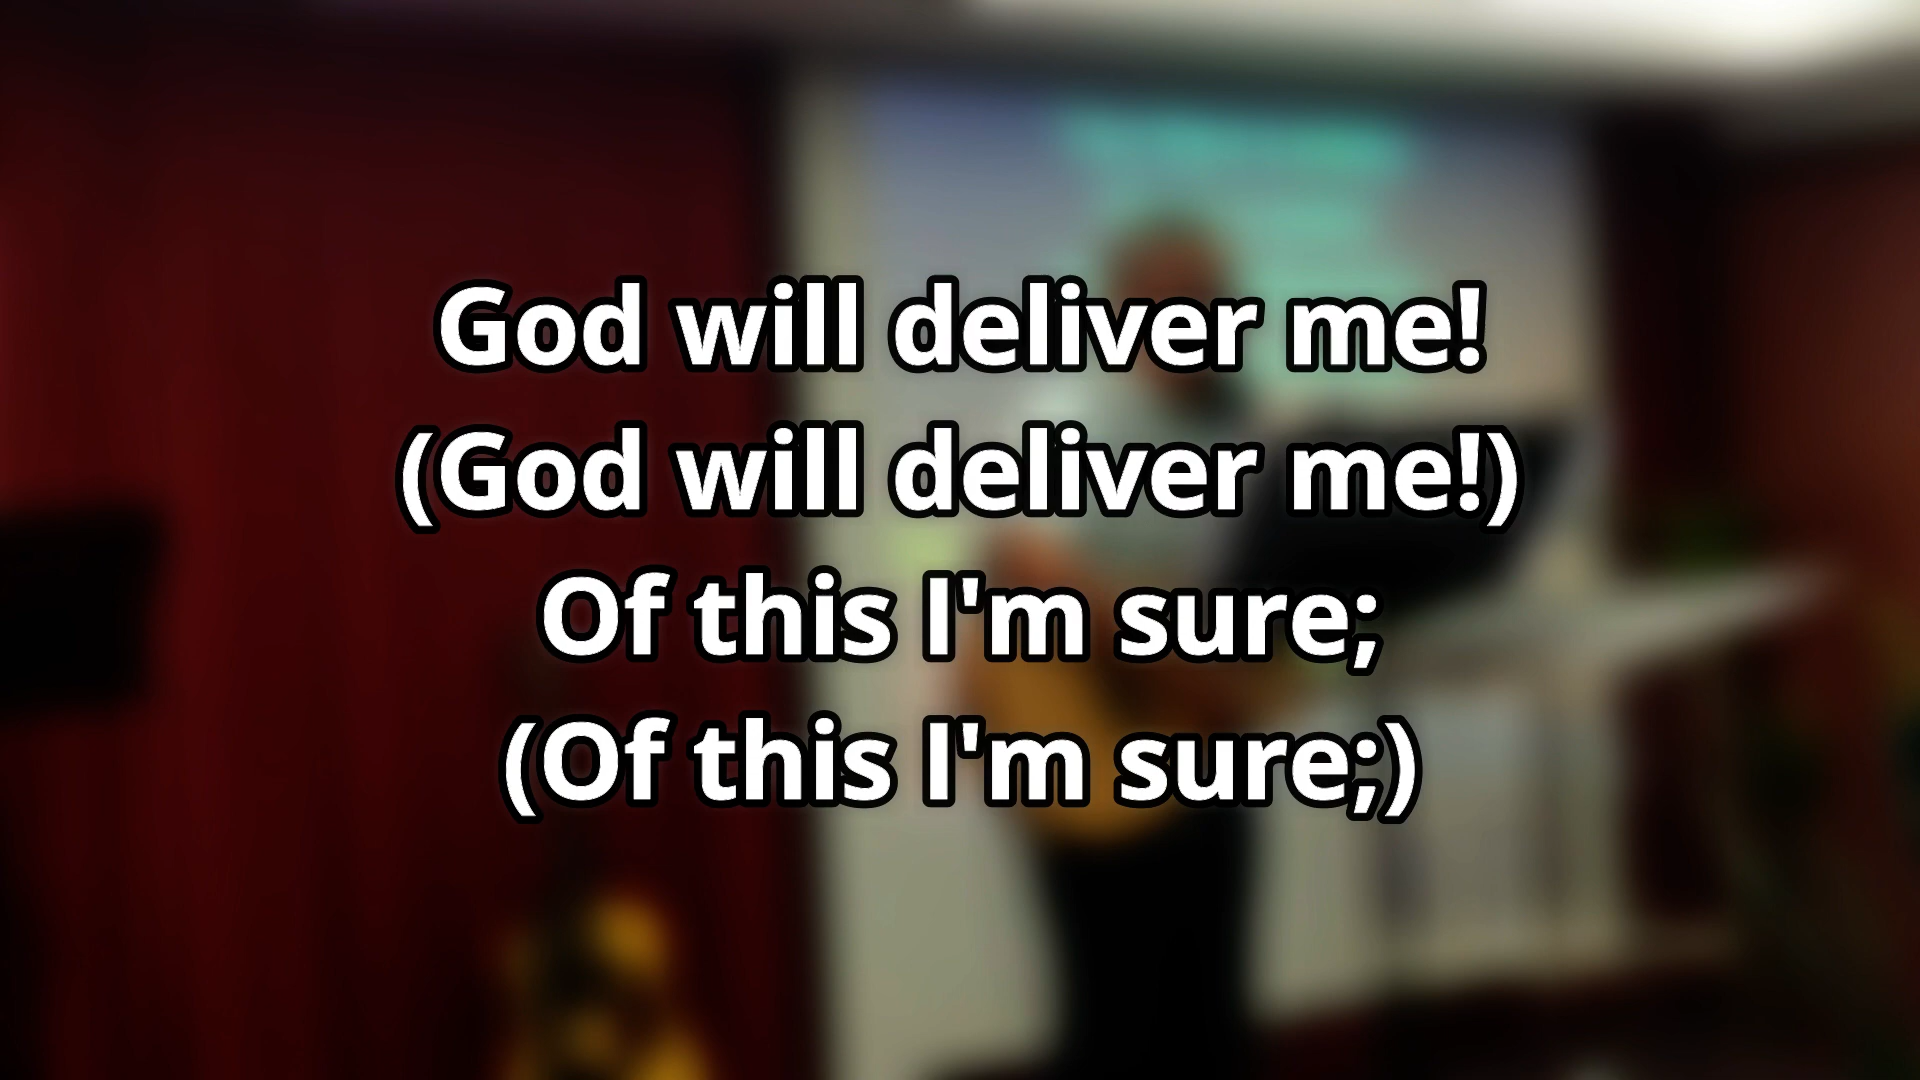 God will deliver me!
(God will deliver me!)
Of this I'm sure;
(Of this I'm sure;)